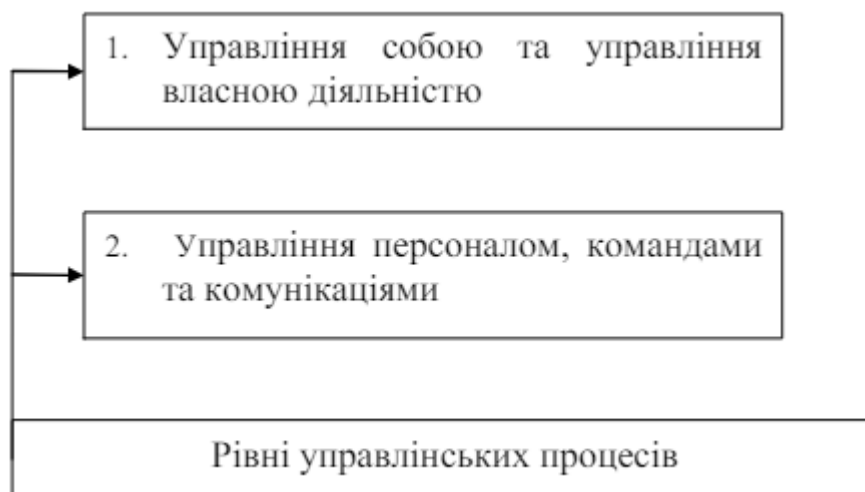 1. Управління собою та управління
власною діяльністю
2. Управління персоналом, командами
та комунікаціями
Рівні управлінських процесів